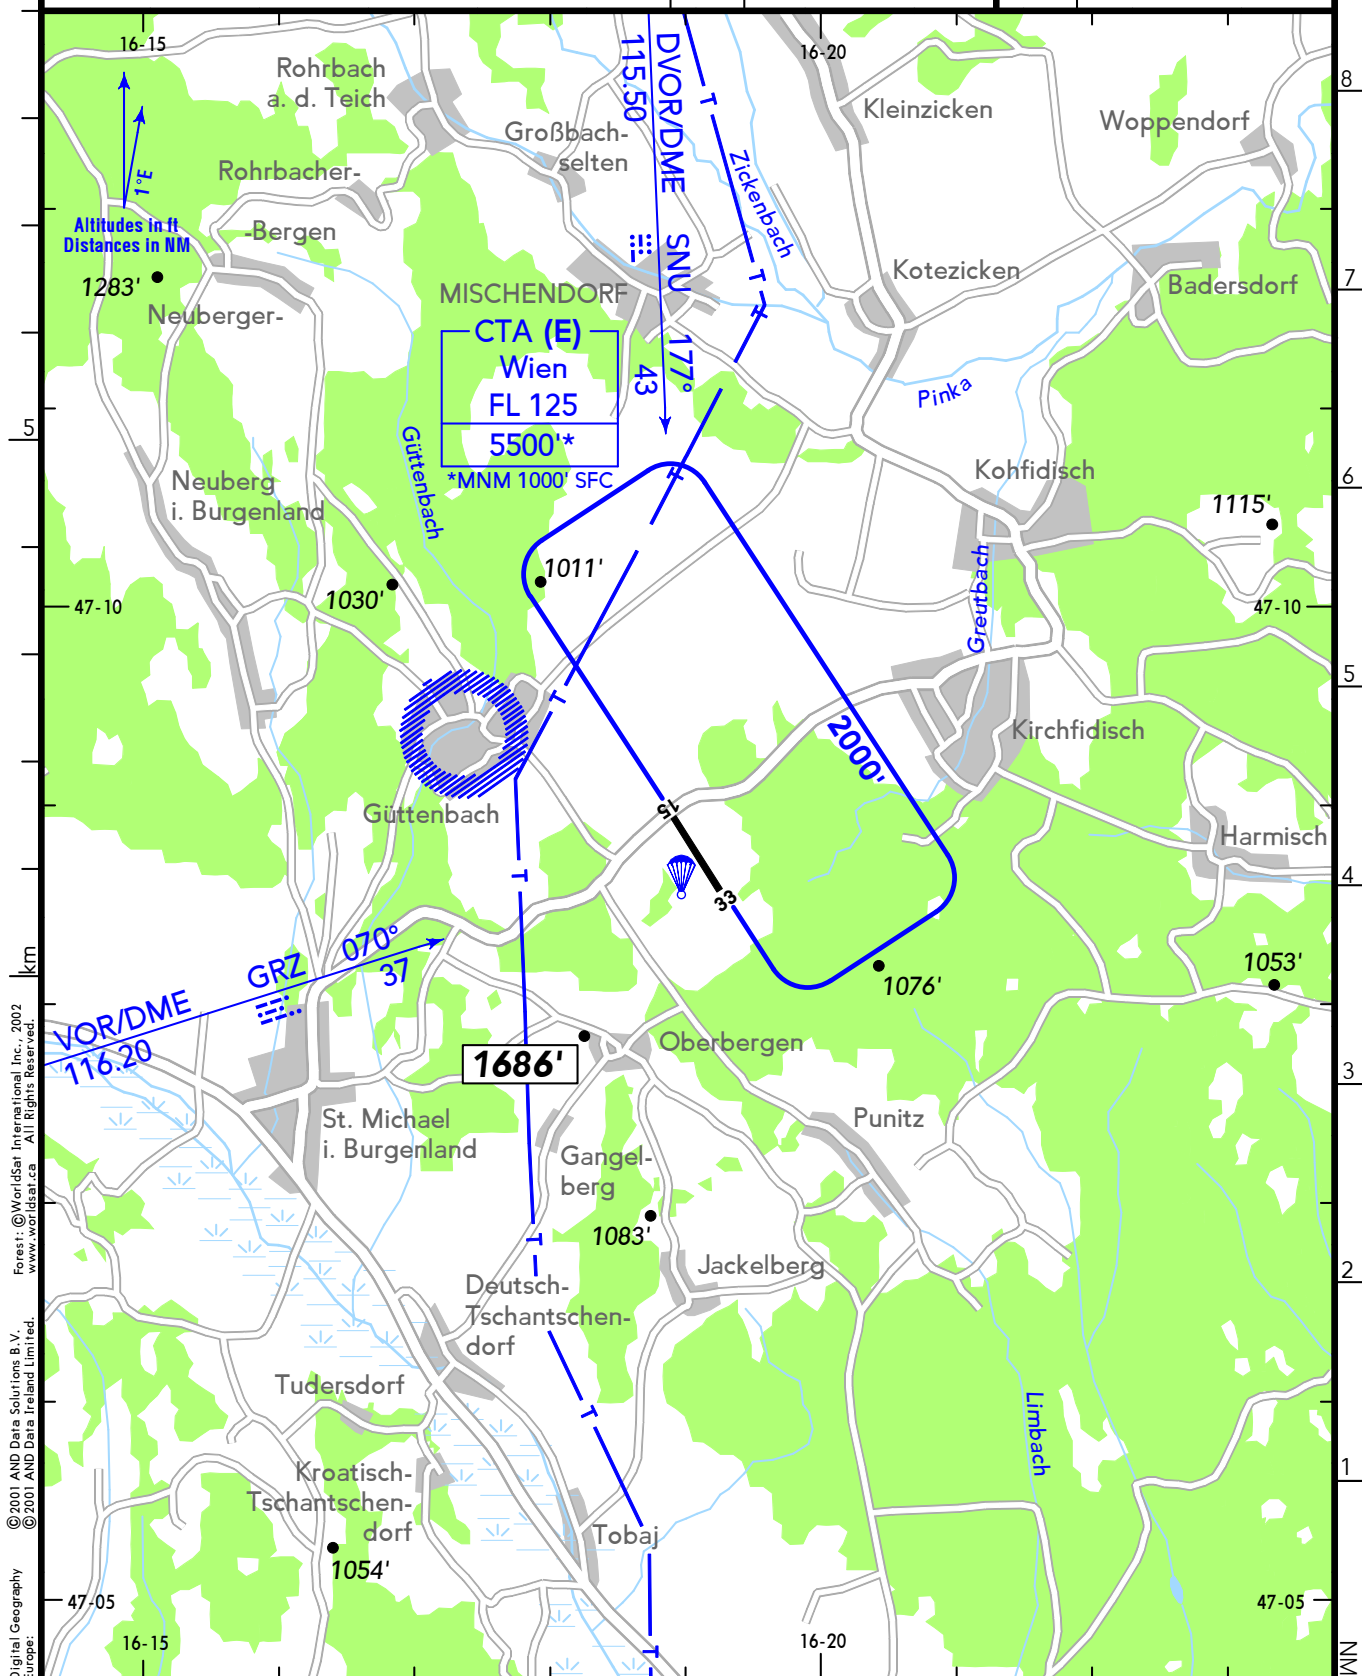 16-15
16-20
8
Rohrbach
a. d. Teich
DVOR/DME SNU 177°
115.50
43
T
Kleinzicken
Woppendorf
Großbach-
selten
Zickenbach
1°E
Rohrbacher-
-Bergen
Altitudes in ft
Distances in NM
7
1283'
Neuberger-
MISCHENDORF
T
Kotezicken
Badersdorf
T
CTA (E)
Wien
FL 125
5500'*
*MNM 1000' SFC
Pinka
5
Güttenbach
Neuberg
i. Burgenland
Kohfidisch
6
T
1115'
1011'
1030'
Greutbach
47-10
47-10
5
T
2000'
Kirchfidisch
Güttenbach
15
Harmisch
T
33
4
km
GRZ 070°
37
VOR/DME
116.20
1076'
1053'
1686'
Oberbergen
3
St. Michael
i. Burgenland
Punitz
Gangel-
berg
1083'
T
Jackelberg
2
Deutsch-
Tschantschen-
dorf
Tudersdorf
T
Limbach
Kroatisch-
Tschantschen-
dorf
1
Tobaj
1054'
47-05
47-05
16-15
16-20
T
NN
Forest: ©WorldSat International Inc., 2002
www.worldsat.ca All Rights Reserved.
©2001 AND Data Solutions B.V.
©2001 AND Data Ireland Limited.
Digital Geography
Europe: